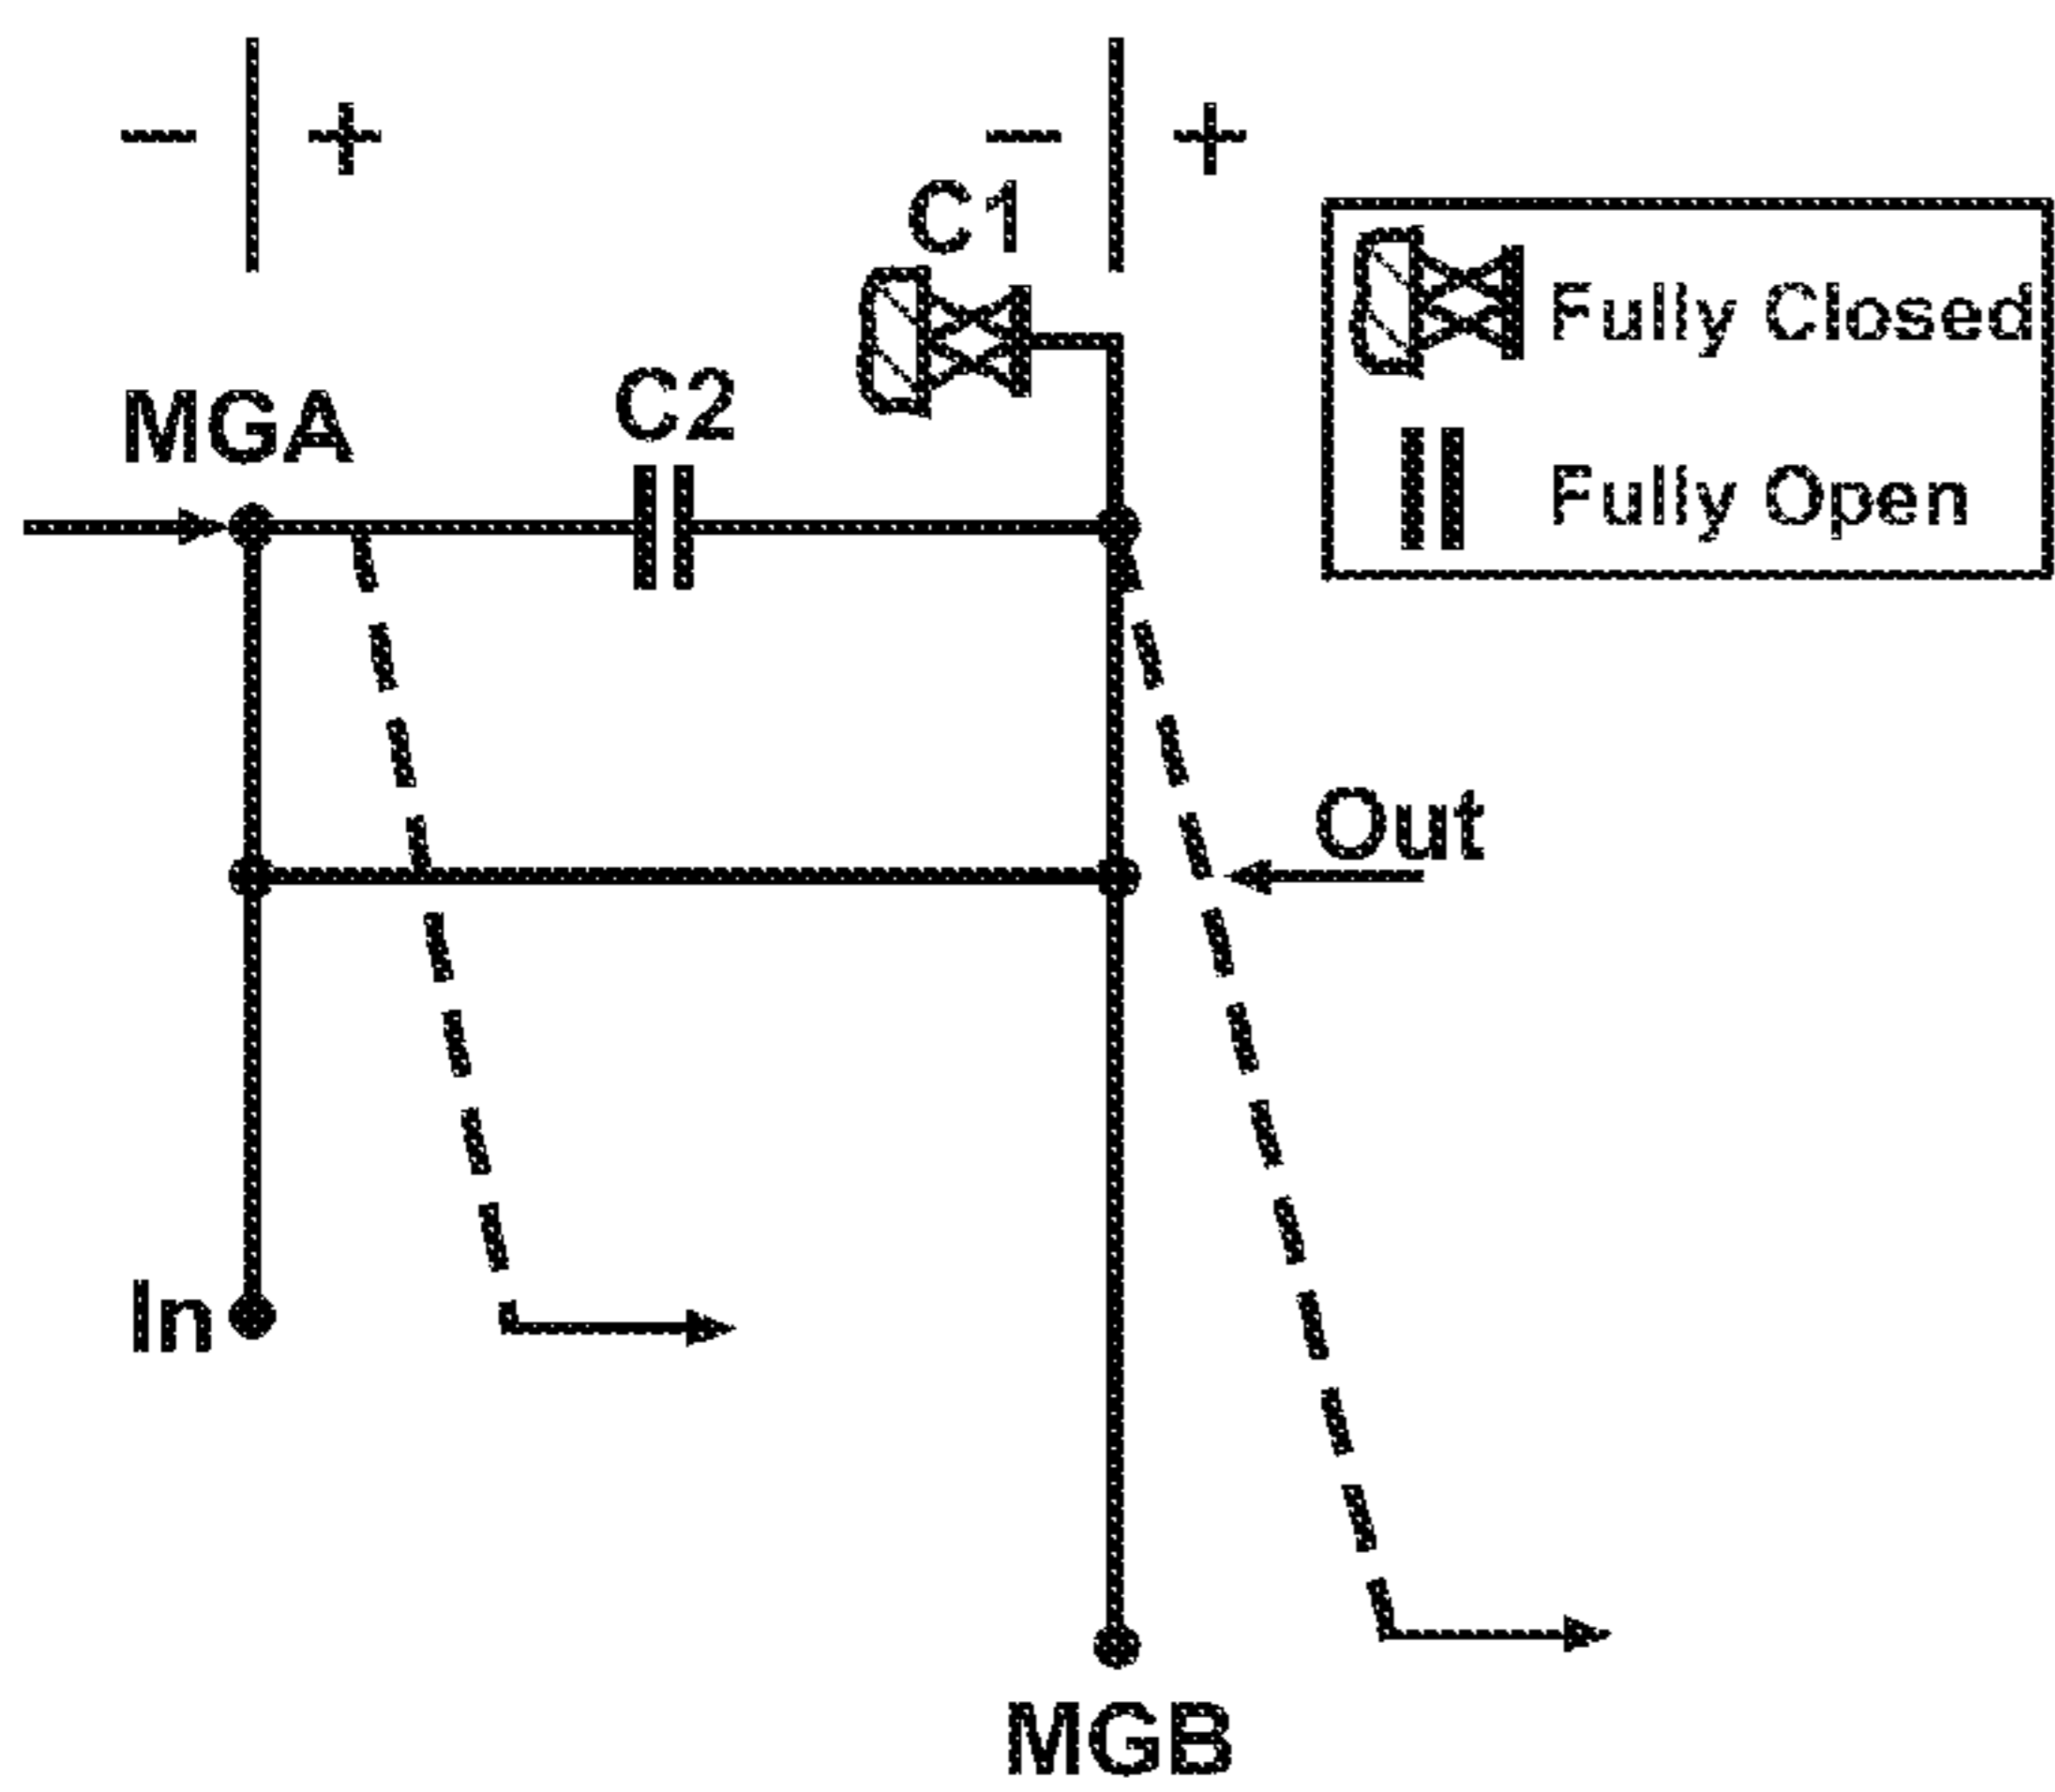 − +
− +
C1
Fully Closed
C2
MGA
Fully Open
Out
In
MGB